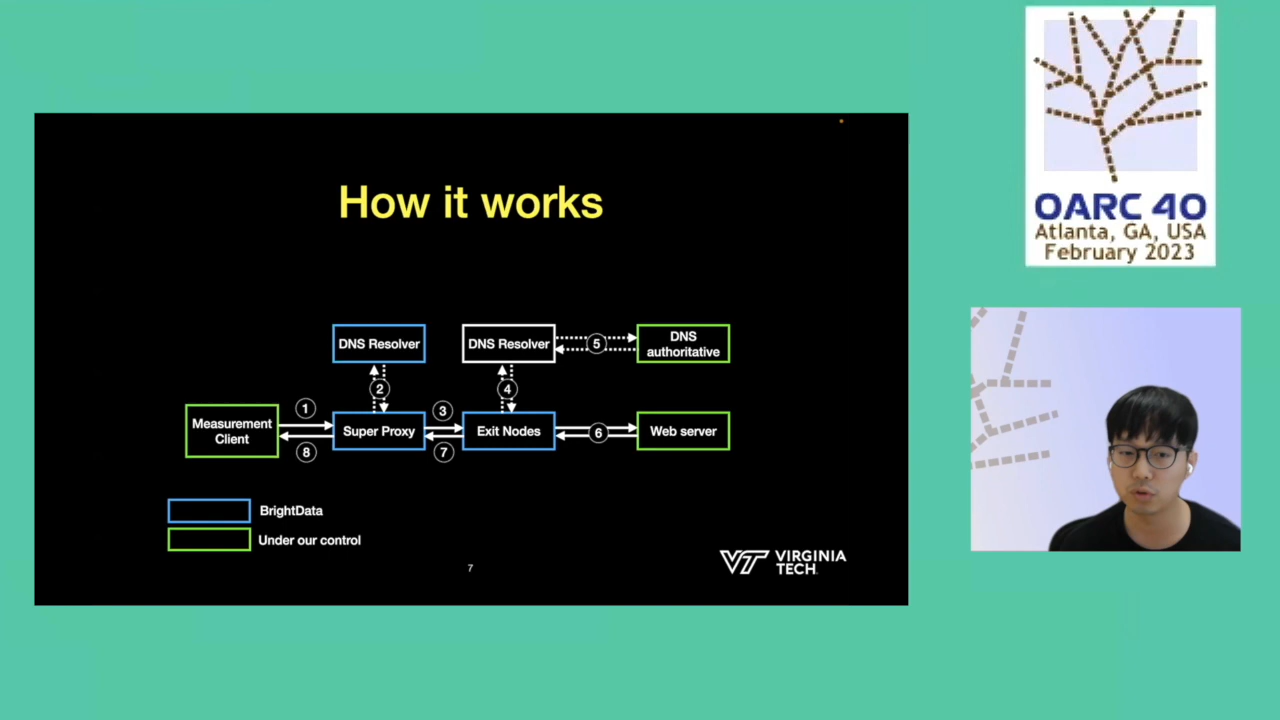 How it works
DNS Resolver
DNS Resolver
5
DNS
authoritative
2
4
1
3
Measurement
Client
Super Proxy
Exit Nodes
6
Web server
8
7
BrightData
Under our control
7
VT VIRGINIA
TECH
OARC 40
Atlanta, GA, USA
February 2023